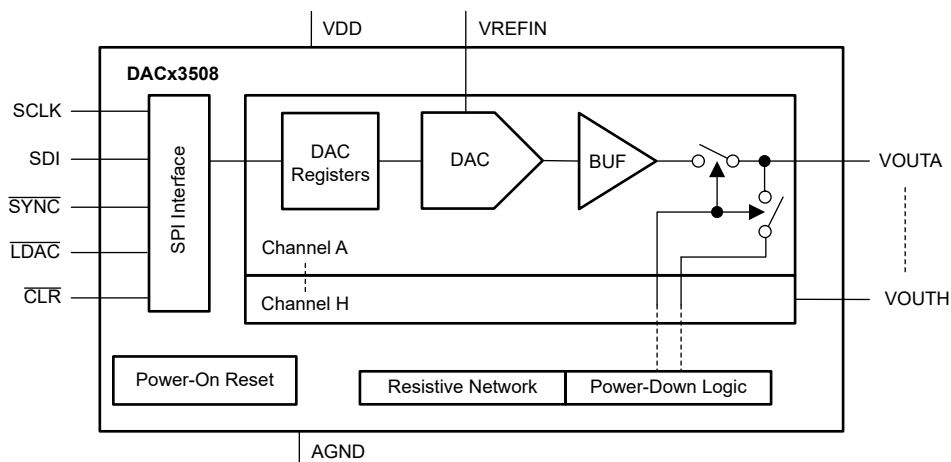 VDD
VREFIN
DACx3508
SCLK
SDI
SYNC
LDAC
CLR
SPI Interface
DAC
Registers
DAC
BUF
VOUTA
Channel A
Channel H
VOUTH
Power-On Reset
Resistive Network
Power-Down Logic
AGND